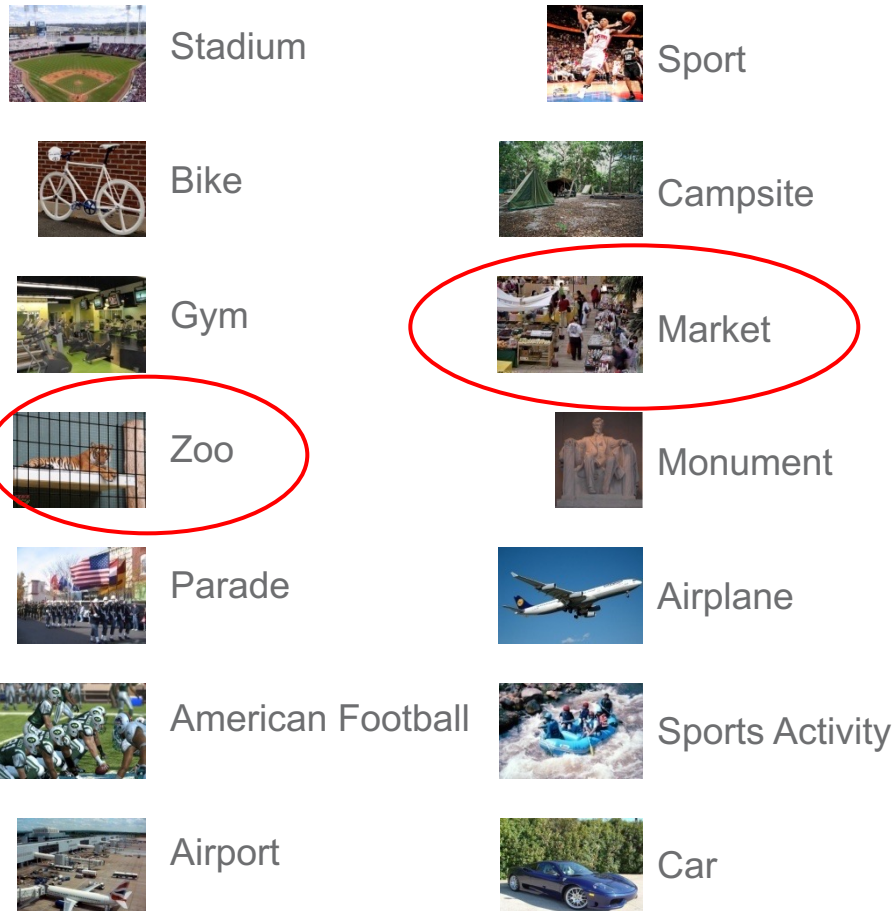 Stadium
Sport
Bike
Campsite
Gym
Market
Zoo
Monument
Parade
Airplane
American Football
Sports Activity
Airport
Car